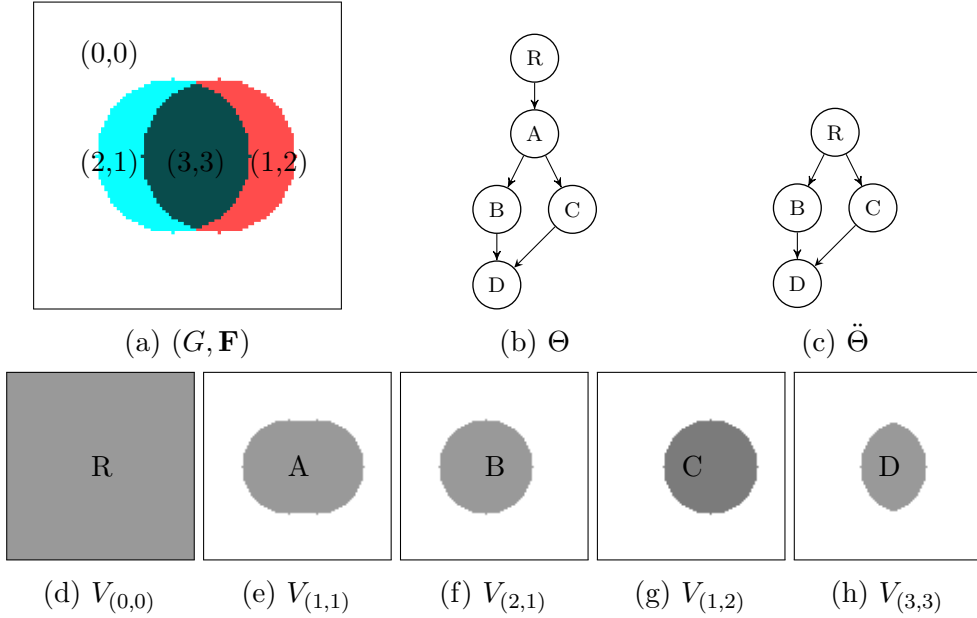 (0,0)
(2,1) (3,3) (1,2)
(a) (G, F)
R
A
B C
D
(b) Θ
R
B C
D
(c) Θ̈
R
A
B
C
D
(d) V(0,0)
(e) V(1,1)
(f) V(2,1)
(g) V(1,2)
(h) V(3,3)